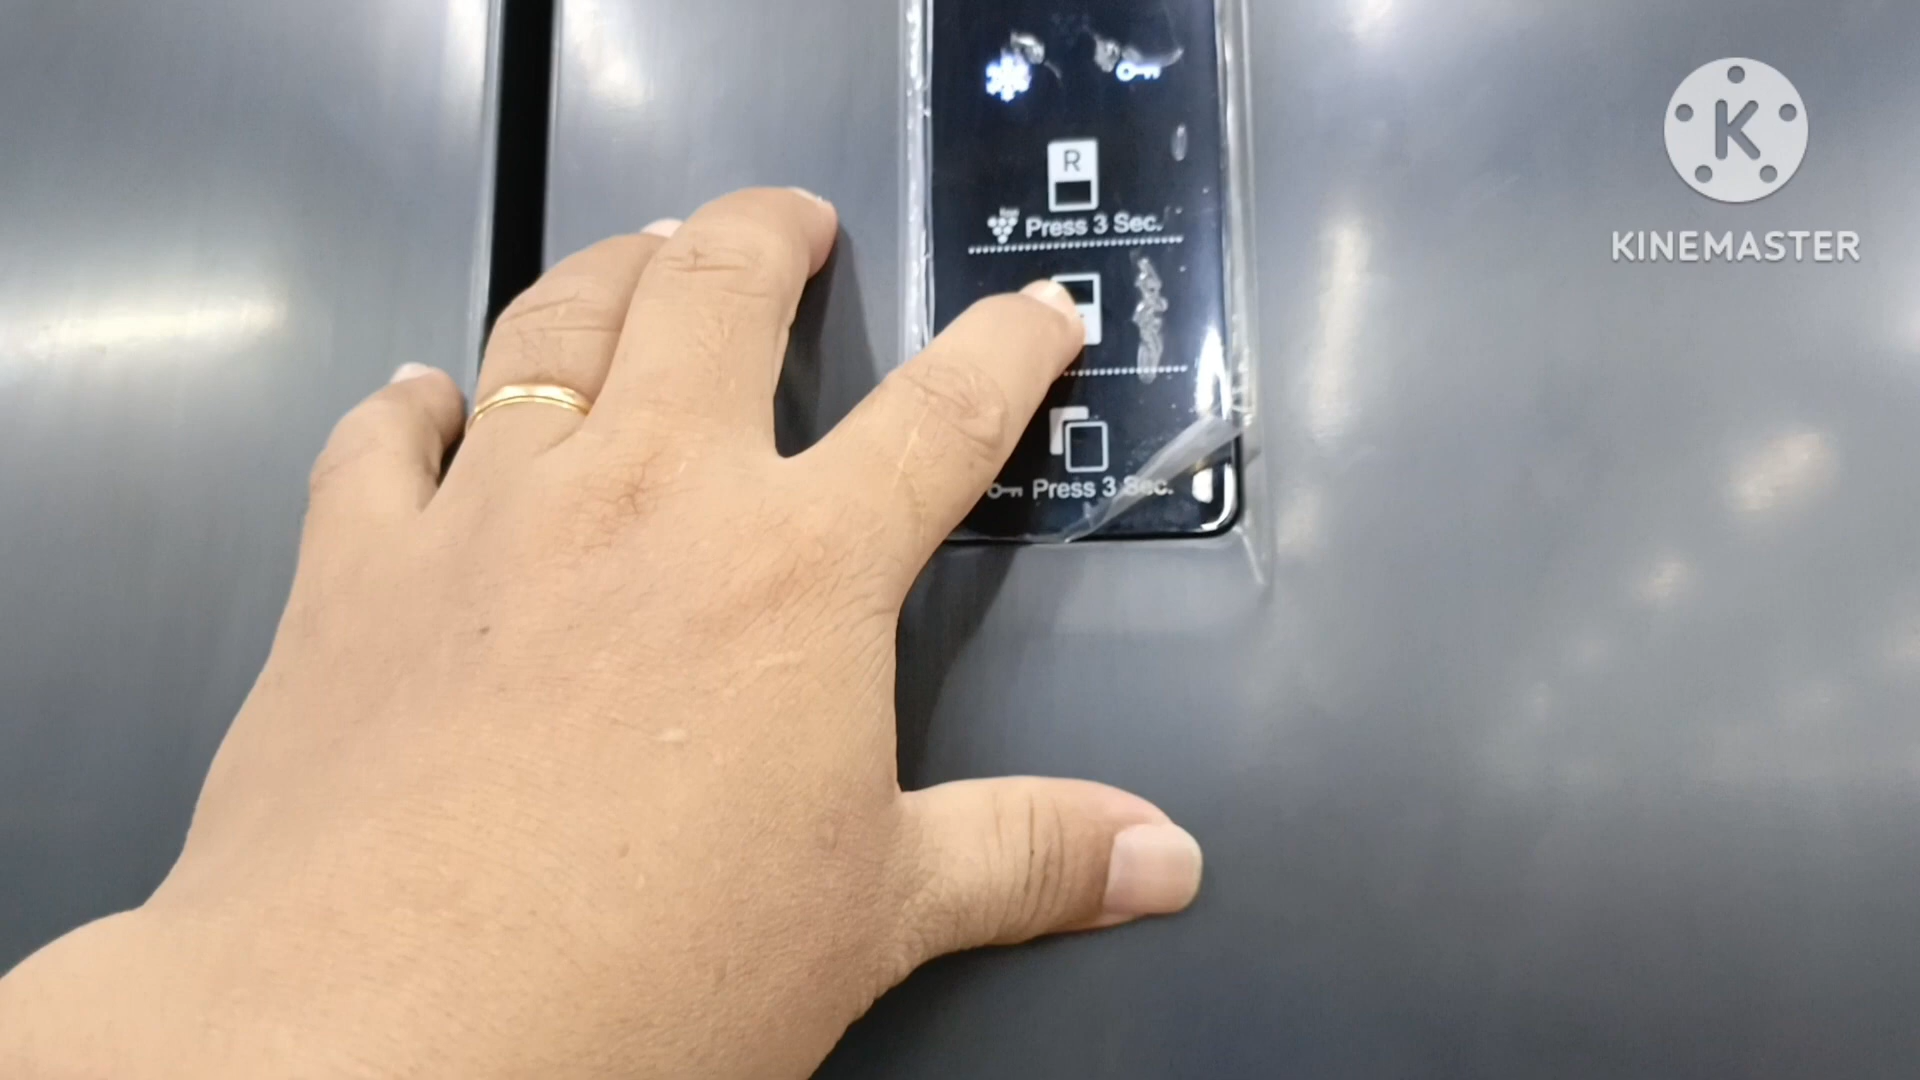 R
Press 3 Sec.
Press 3 Sec.
K
KINEMASTER